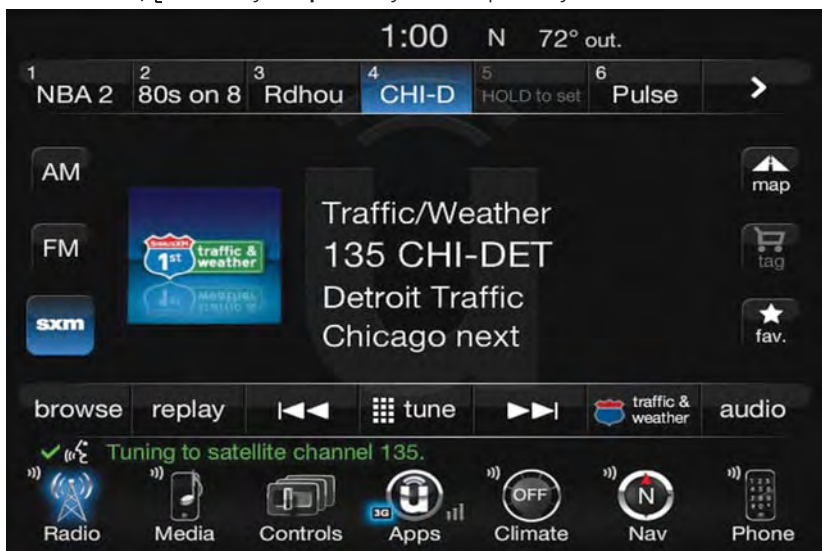 1:00 N 72° out.
1 NBA 2 2 80s on 8 3 Rdhou 4 CHI-D 5 HOLD to set 6 Pulse >
AM
map
Traffic/Weather
FM
SIRIUSXM
1st traffic & weather
135 CHI-DET
tag
Detroit Traffic
sxm
Chicago next
fav.
browse replay tune traffic & weather audio
Tuning to satellite channel 135.
3G OFF N
Radio Media Controls Apps Climate Nav Phone